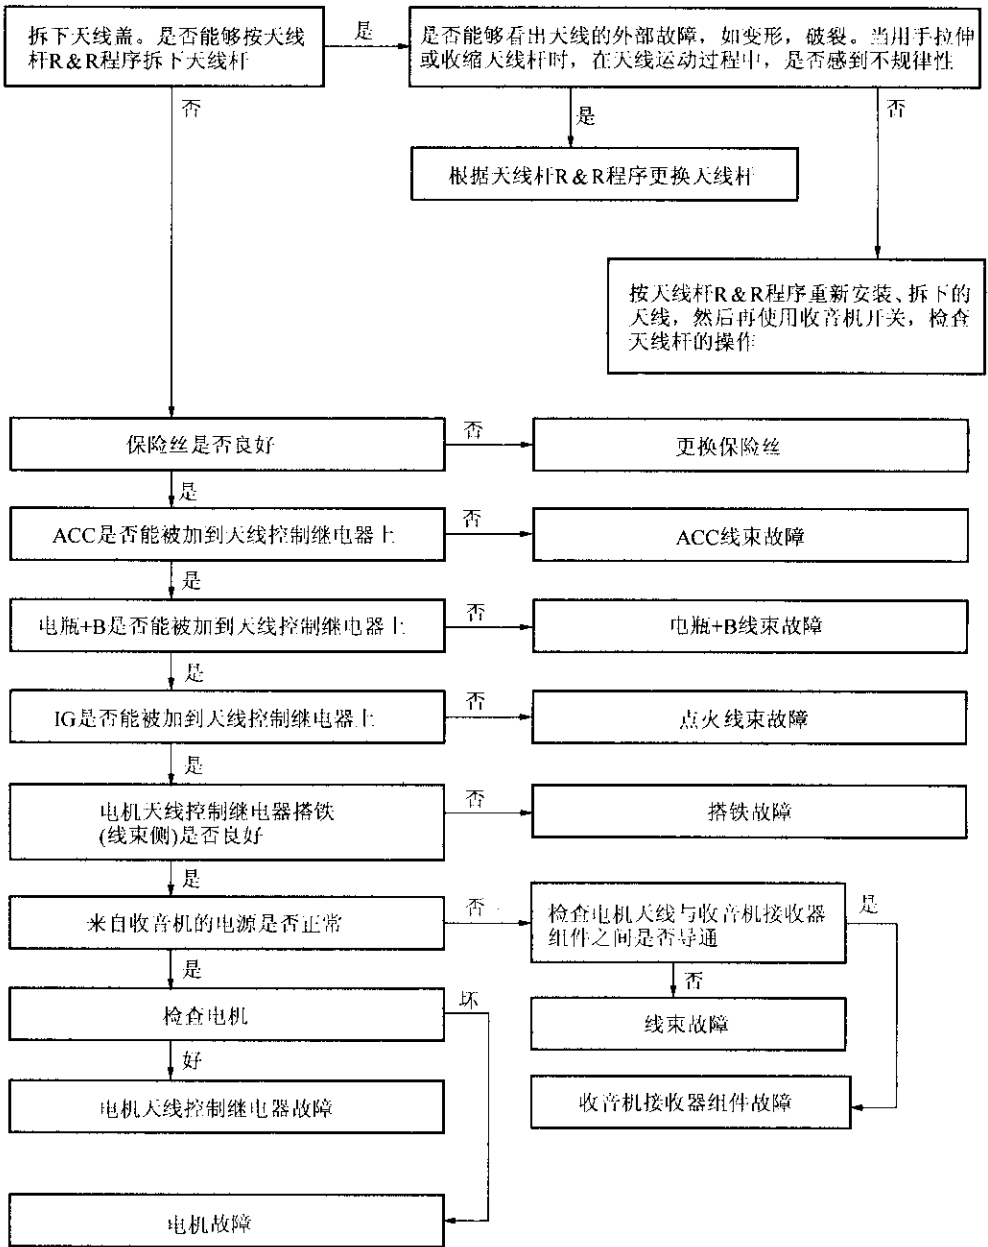 拆下天线盖。是否能够按天线
杆R&R程序拆下天线杆
是
是否能够看出天线的外部故障，如变形，破裂。当用手拉伸
或收缩天线杆时，在天线运动过程中，是否感到不规律性
否
是
否
根据天线杆R&R程序更换天线杆
按天线杆R&R程序重新安装、拆下的
天线，然后再使用收音机开关，检查
天线杆的操作
保险丝是否良好
否
更换保险丝
是
ACC是否能被加到天线控制继电器上
否
ACC线束故障
是
电瓶+B是否能被加到天线控制继电器上
否
电瓶+B线束故障
是
IG是否能被加到天线控制继电器上
否
点火线束故障
是
电机天线控制继电器搭铁
(线束侧)是否良好
否
搭铁故障
是
来自收音机的电源是否正常
否
检查电机天线与收音机接收器
组件之间是否导通
是
是
否
检查电机
坏
线束故障
好
电机天线控制继电器故障
收音机接收器组件故障
电机故障